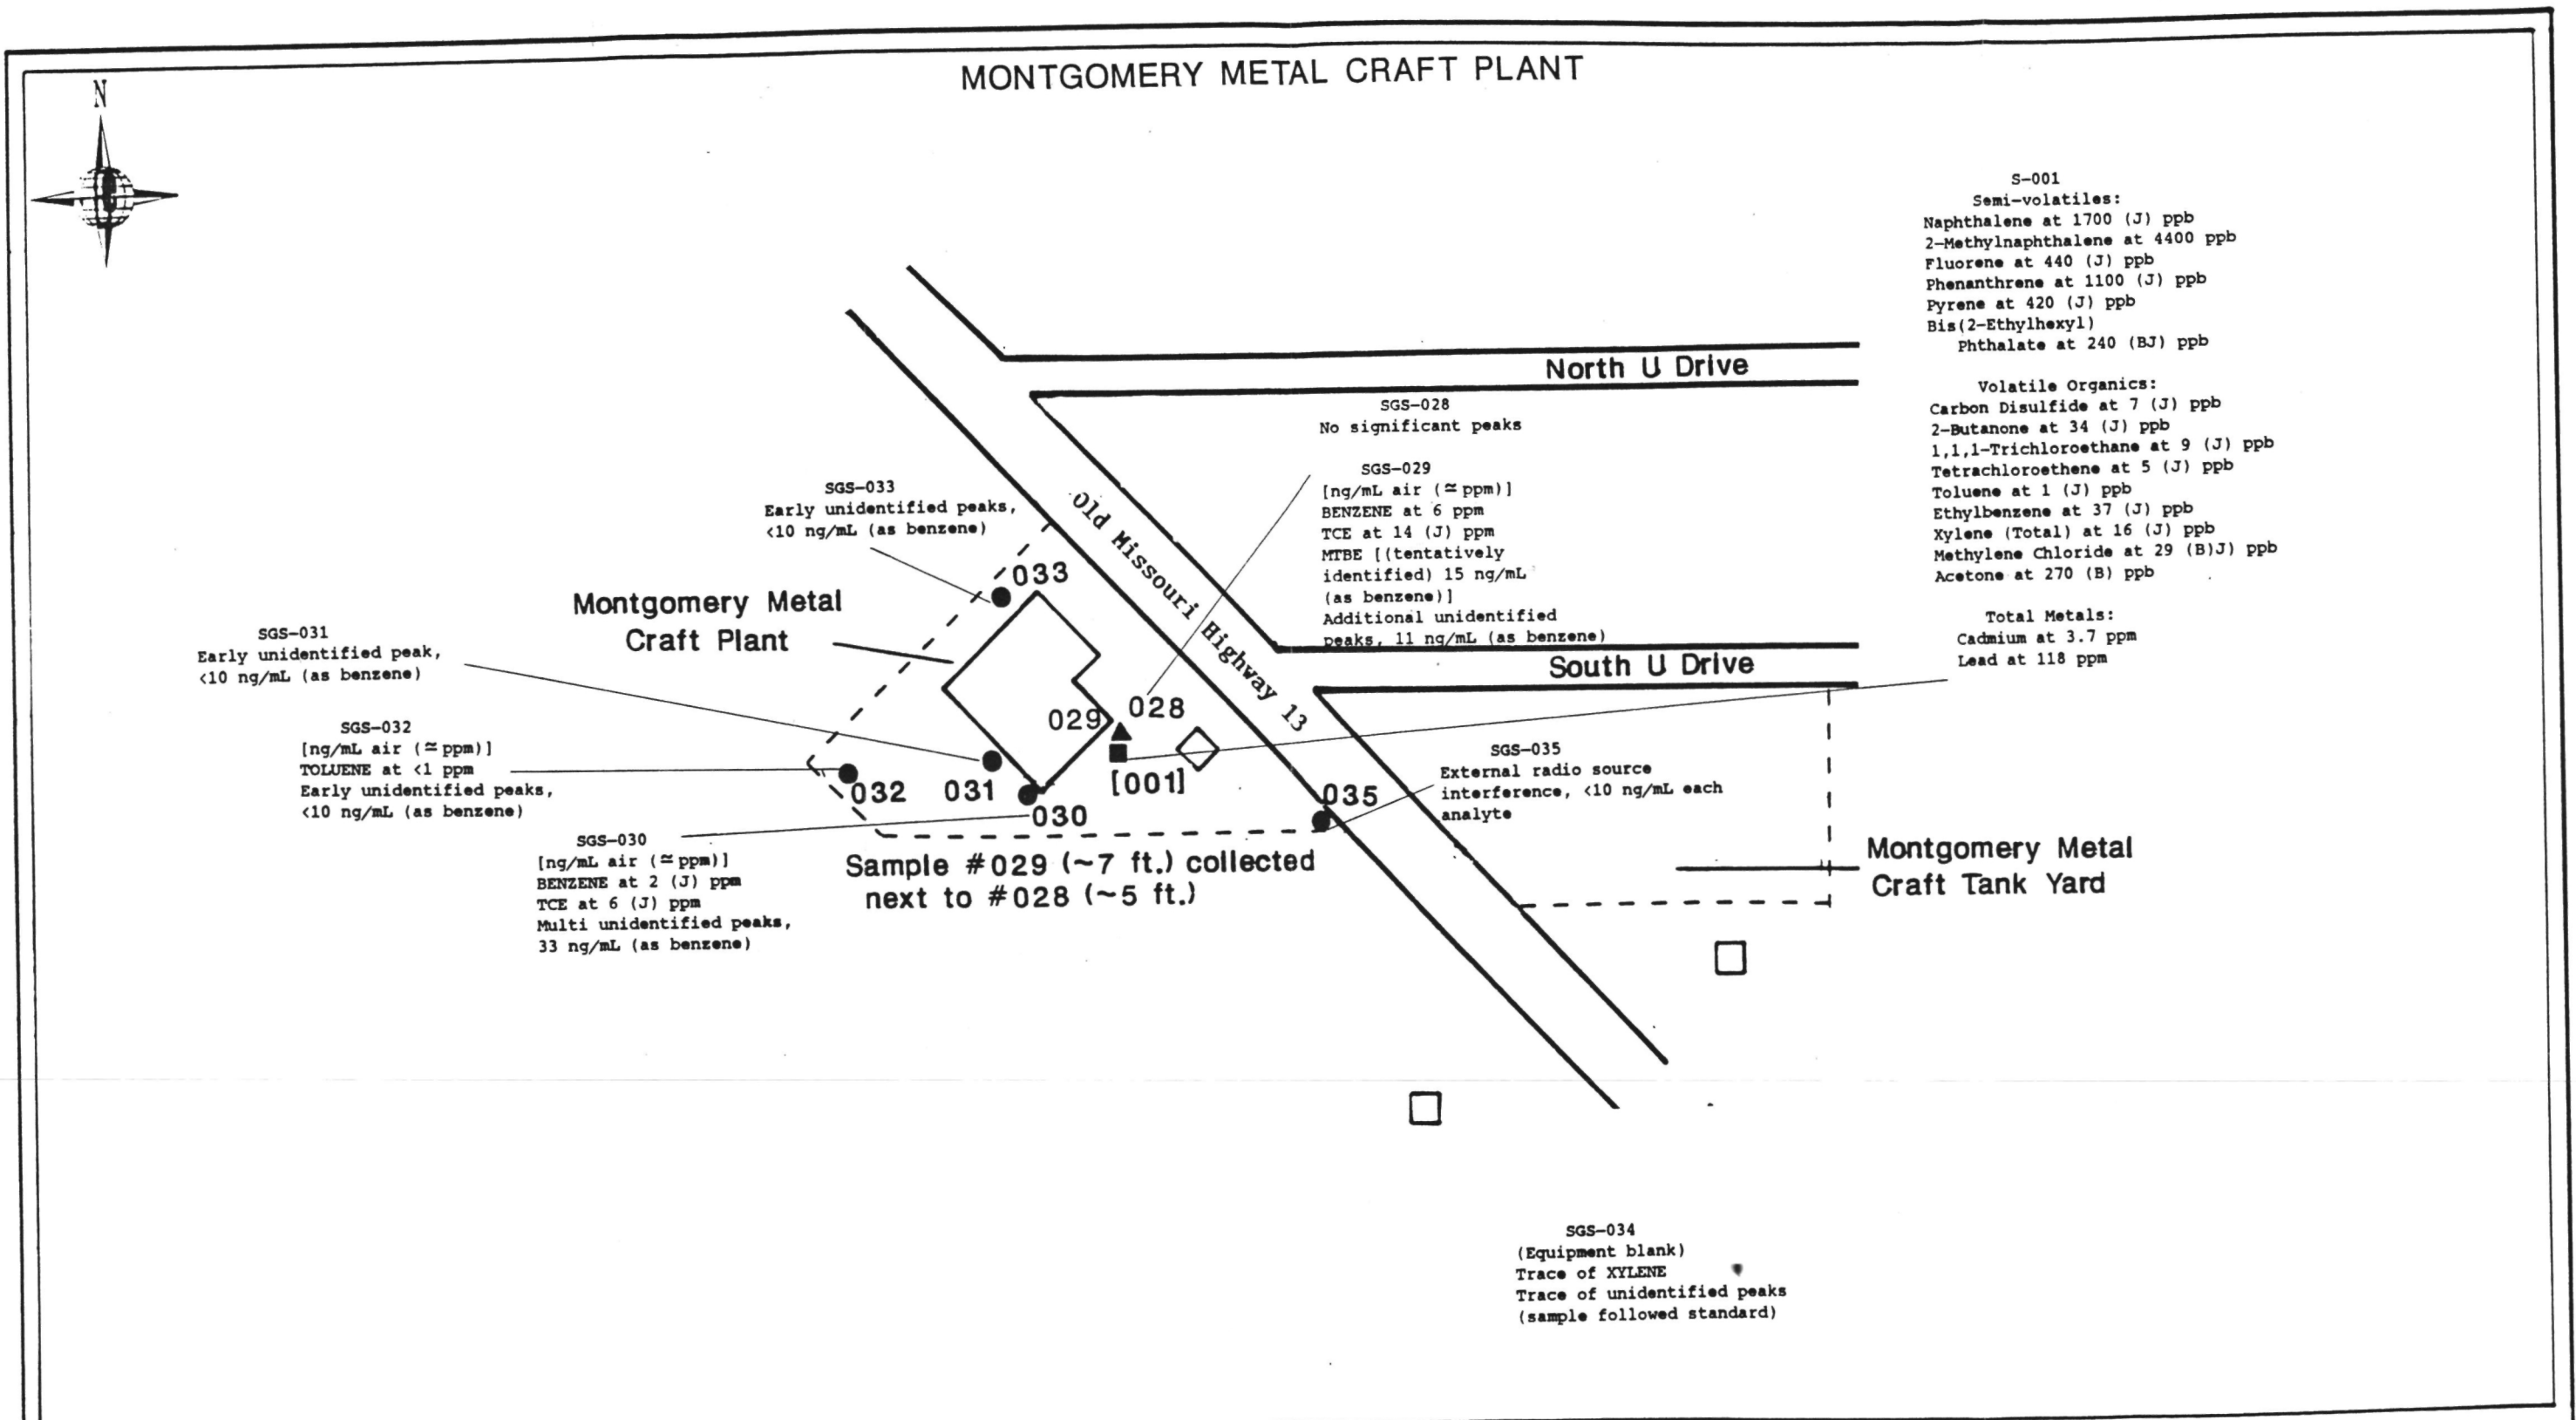 MONTGOMERY METAL CRAFT PLANT
N
S-001
Semi-volatiles:
Naphthalene at 1700 (J) ppb
2-Methylnaphthalene at 4400 ppb
Fluorene at 440 (J) ppb
Phenanthrene at 1100 (J) ppb
Pyrene at 420 (J) ppb
Bis(2-Ethylhexyl)
Phthalate at 240 (BJ) ppb
Volatile Organics:
Carbon Disulfide at 7 (J) ppb
2-Butanone at 34 (J) ppb
1,1,1-Trichloroethane at 9 (J) ppb
Tetrachloroethene at 5 (J) ppb
Toluene at 1 (J) ppb
Ethylbenzene at 37 (J) ppb
Xylene (Total) at 16 (J) ppb
Methylene Chloride at 29 (B)J) ppb
Acetone at 270 (B) ppb
Total Metals:
Cadmium at 3.7 ppm
Lead at 118 ppm
North U Drive
SGS-028
No significant peaks
SGS-029
[ng/mL air (≅ppm)]
BENZENE at 6 ppm
TCE at 14 (J) ppm
MTBE [(tentatively
identified) 15 ng/mL
(as benzene)]
Additional unidentified
peaks, 11 ng/mL (as benzene)
South U Drive
Old Missouri Highway 13
SGS-033
Early unidentified peaks,
<10 ng/mL (as benzene)
033
Montgomery Metal
Craft Plant
SGS-031
Early unidentified peak,
<10 ng/mL (as benzene)
SGS-032
[ng/mL air (≅ppm)]
TOLUENE at <1 ppm
Early unidentified peaks,
<10 ng/mL (as benzene)
029
028
[001]
032
031
030
035
SGS-035
External radio source
interference, <10 ng/mL each
analyte
SGS-030
[ng/mL air (≅ppm)]
BENZENE at 2 (J) ppm
TCE at 6 (J) ppm
Multi unidentified peaks,
33 ng/mL (as benzene)
Sample #029 (~7 ft.) collected
next to #028 (~5 ft.)
Montgomery Metal
Craft Tank Yard
SGS-034
(Equipment blank)
Trace of XYLENE
Trace of unidentified peaks
(sample followed standard)